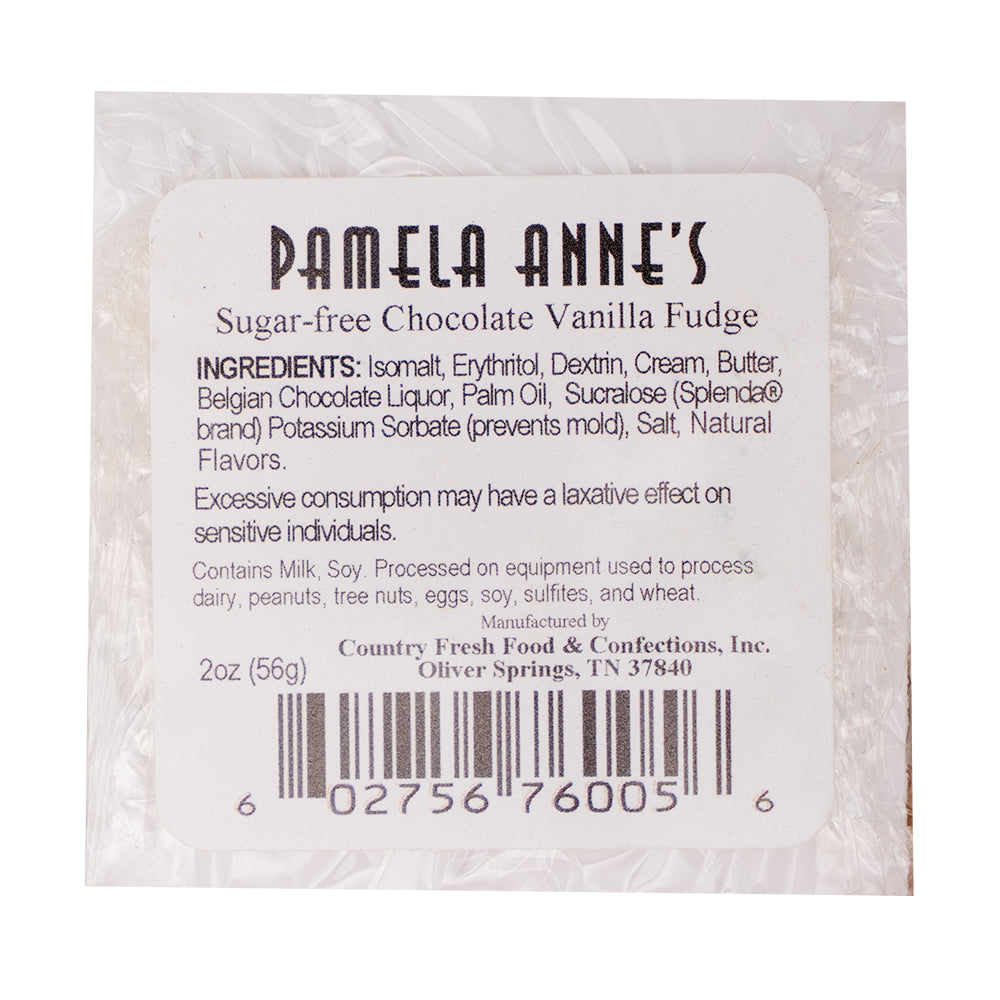 PAMELA ANNE'S
Sugar-free Chocolate Vanilla Fudge
INGREDIENTS: Isomalt, Erythritol, Dextrin, Cream, Butter,
Belgian Chocolate Liquor, Palm Oil, Sucralose (Splenda®
brand) Potassium Sorbate (prevents mold), Salt, Natural
Flavors.
Excessive consumption may have a laxative effect on
sensitive individuals.
Contains Milk, Soy. Processed on equipment used to process
dairy, peanuts, tree nuts, eggs, soy, sulfites, and wheat.
Manufactured by
Country Fresh Food & Confections, Inc.
2oz (56g) Oliver Springs, TN 37840
6 02756 76005 6